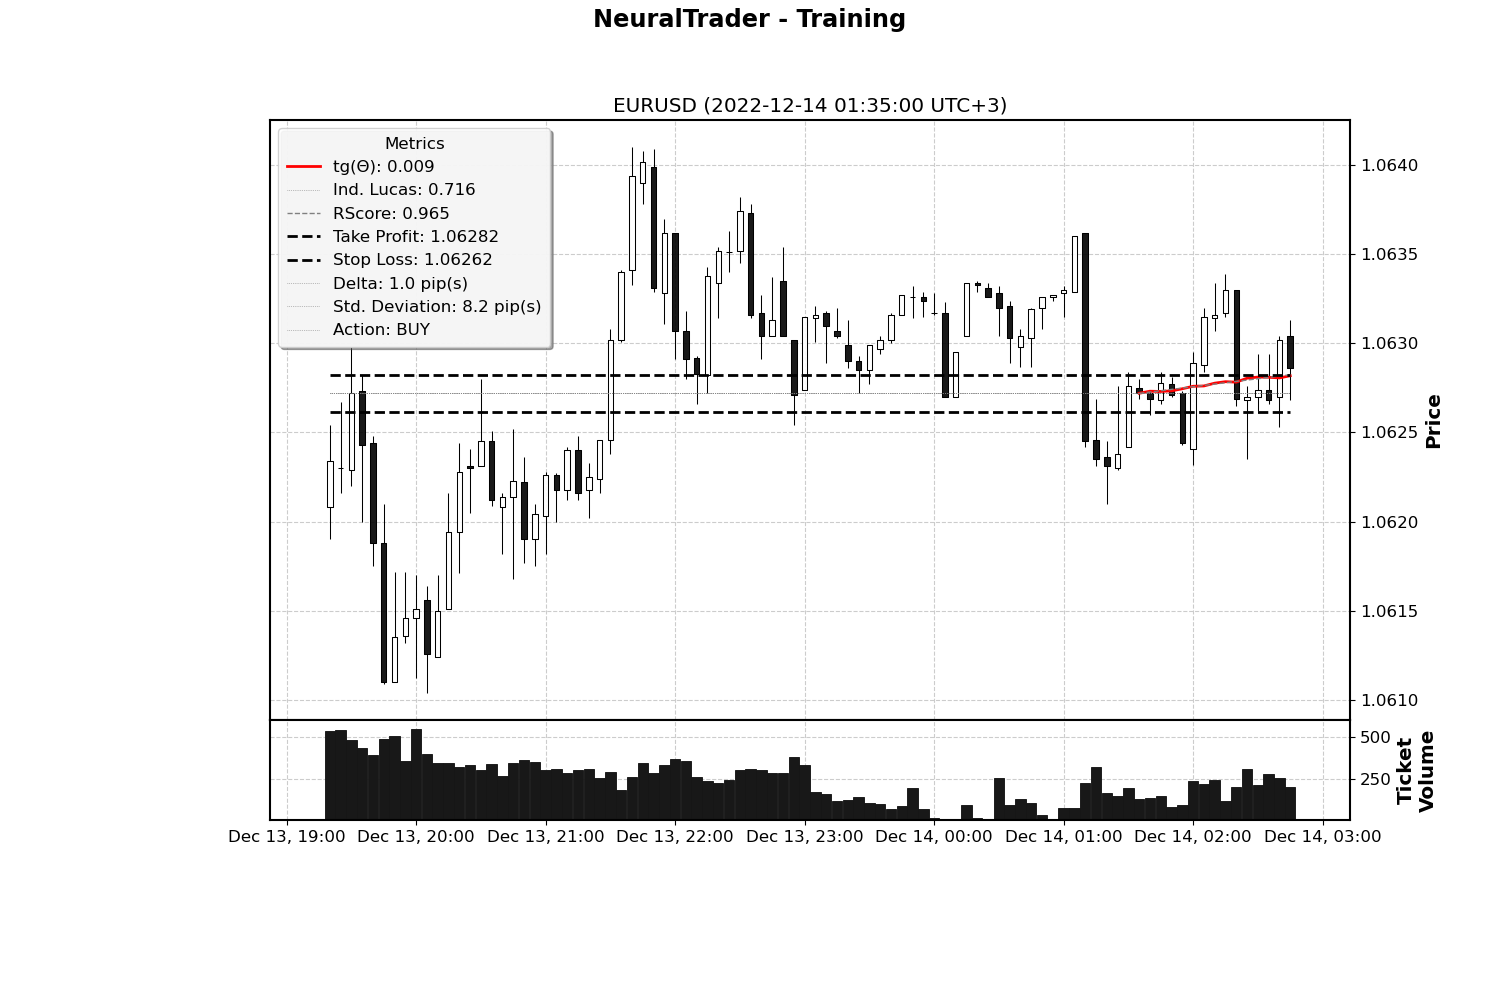 NeuralTrader - Training
EURUSD (2022-12-14 01:35:00 UTC+3)
Metrics
tg(Θ): 0.009
Ind. Lucas: 0.716
RScore: 0.965
Take Profit: 1.06282
Stop Loss: 1.06262
Delta: 1.0 pip(s)
Std. Deviation: 8.2 pip(s)
Action: BUY
1.0640
1.0635
1.0630
1.0625
1.0620
1.0615
1.0610
Price
500
250
Ticket
Volume
Dec 13, 19:00 Dec 13, 20:00 Dec 13, 21:00 Dec 13, 22:00 Dec 13, 23:00 Dec 14, 00:00 Dec 14, 01:00 Dec 14, 02:00 Dec 14, 03:00